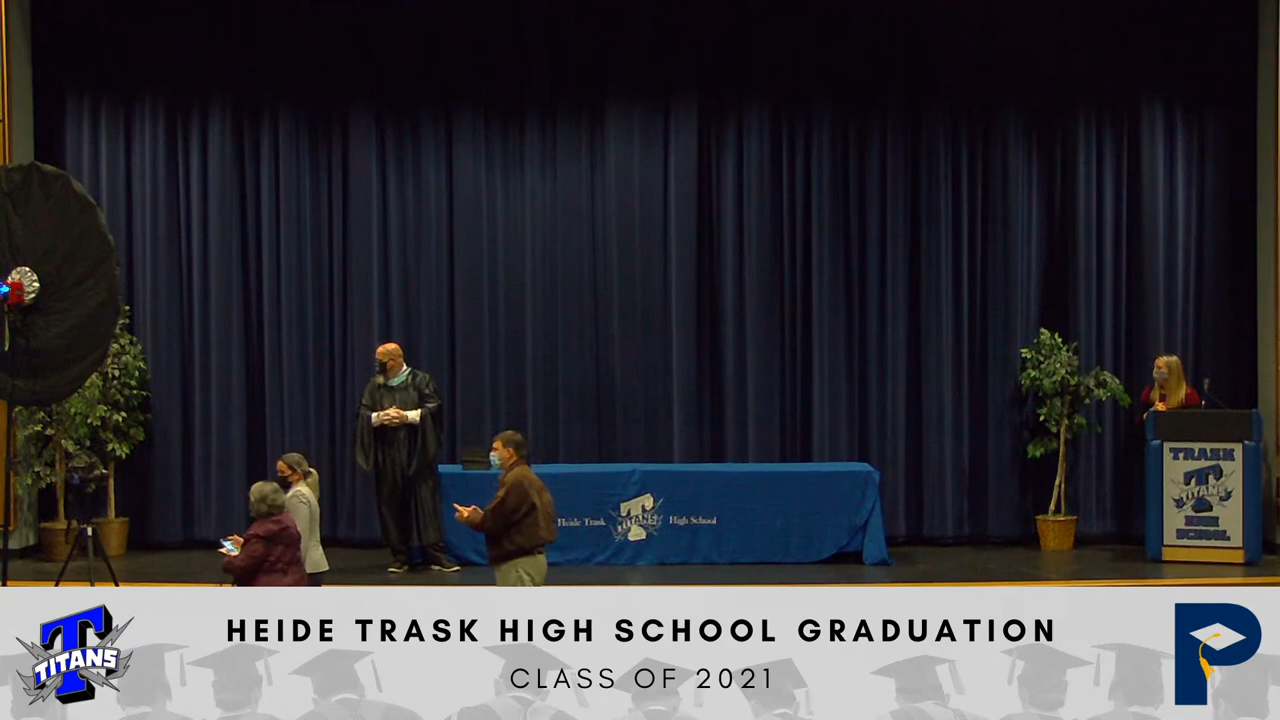 Heide Trask TITANS High School
TRASK
T
TITANS
HIGH
SCHOOL
HEIDE TRASK HIGH SCHOOL GRADUATION
CLASS OF 2021
T
TITANS
P